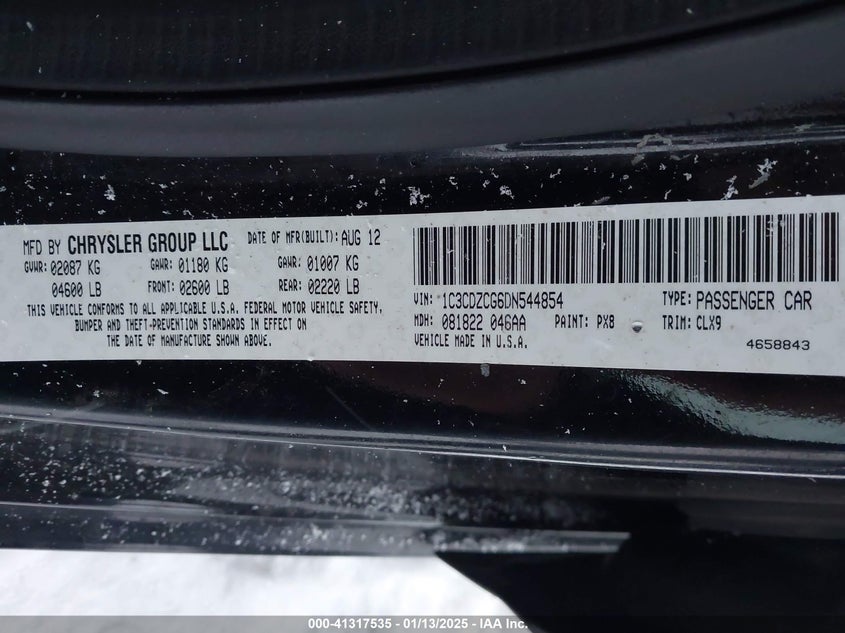 MFD BY CHRYSLER GROUP LLC DATE OF MFR(BUILT): AUG 12
GVWR: 02087 KG GAWR: 01180 KG GAWR: 01007 KG
04600 LB FRONT: 02600 LB REAR: 02220 LB
THIS VEHICLE CONFORMS TO ALL APPLICABLE U.S.A. FEDERAL MOTOR VEHICLE SAFETY,
BUMPER AND THEFT-PREVENTION STANDARDS IN EFFECT ON
THE DATE OF MANUFACTURE SHOWN ABOVE.
VIN: 1C3CDZCG6DN544854 TYPE: PASSENGER CAR
MDH: 081822 046AA PAINT: PX8 TRIM: CLX9
VEHICLE MADE IN U.S.A. 4658843
000-41317535 - 01/13/2025 - IAA Inc.